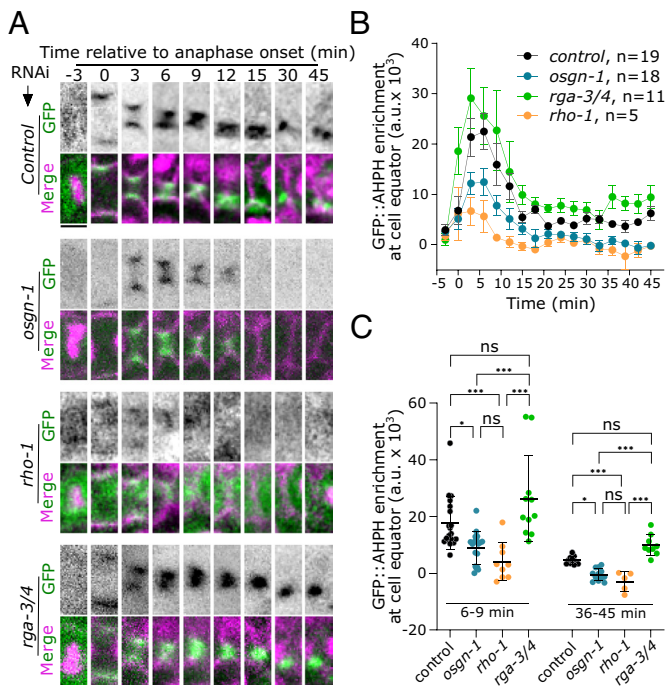 A
Time relative to anaphase onset (min)
RNAi
-3 0 3 6 9 12 15 30 45
Control
GFP
Merge
osgn-1
GFP
Merge
rho-1
GFP
Merge
rga-3/4
GFP
Merge
B
GFP::AHPH enrichment
at cell equator (a.u. x 10³)
40
30
20
10
0
-5 0 5 10 15 20 25 30 35 40 45
Time (min)
control, n=19
osgn-1, n=18
rga-3/4, n=11
rho-1, n=5
C
GFP::AHPH enrichment
at cell equator (a.u. x 10³)
60
40
20
0
-20
ns
***
*** ***
* ns
ns
***
***
* ns ***
6-9 min
36-45 min
control
osgn-1
rho-1
rga-3/4
control
osgn-1
rho-1
rga-3/4